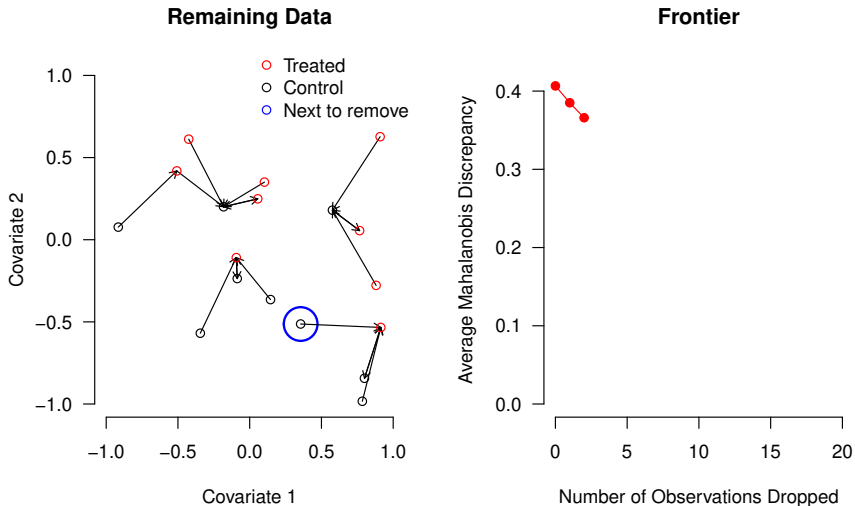 Remaining Data
Treated
Control
Next to remove
1.0
0.5
0.0
−0.5
−1.0
Covariate 2
−1.0 −0.5 0.0 0.5 1.0
Covariate 1
Frontier
0.4
0.3
0.2
0.1
0.0
Average Mahalanobis Discrepancy
0 5 10 15 20
Number of Observations Dropped